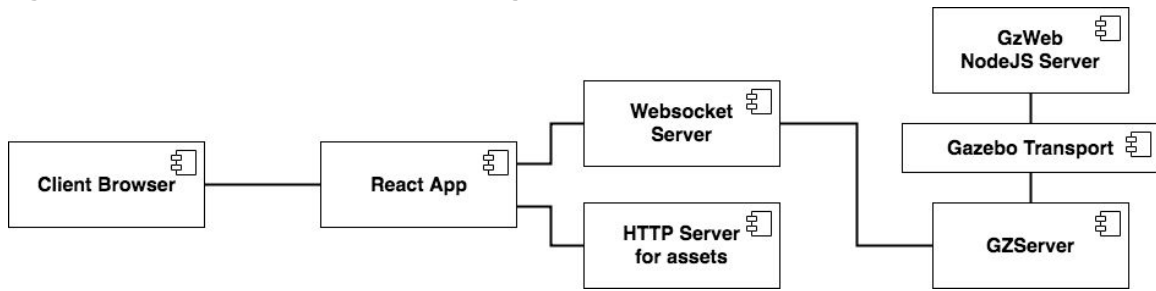 Client Browser
React App
Websocket
Server
HTTP Server
for assets
GzWeb
NodeJS Server
Gazebo Transport
GZServer